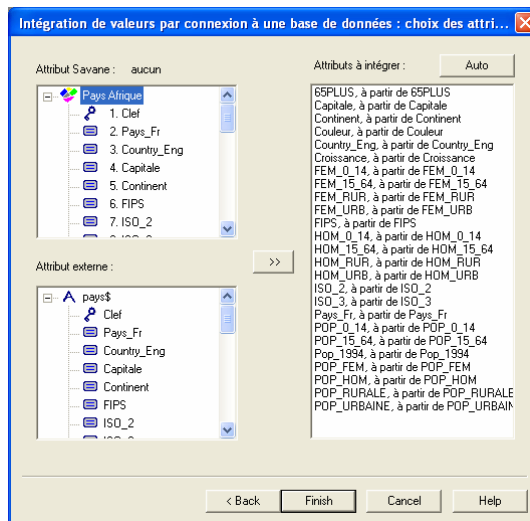 Intégration de valeurs par connexion à une base de données : choix des attri...
Attribut Savane : aucun
Pays Afrique
1. Clef
2. Pays_Fr
3. Country_Eng
4. Capitale
5. Continent
6. FIPS
7. ISO_2
Attribut externe :
pays$
Clef
Pays_Fr
Country_Eng
Capitale
Continent
FIPS
ISO_2
>>
Attributs à intégrer :
Auto
65PLUS, à partir de 65PLUS
Capitale, à partir de Capitale
Continent, à partir de Continent
Couleur, à partir de Couleur
Country_Eng, à partir de Country_Eng
Croissance, à partir de Croissance
FEM_0_14, à partir de FEM_0_14
FEM_15_64, à partir de FEM_15_64
FEM_RUR, à partir de FEM_RUR
FEM_URB, à partir de FEM_URB
FIPS, à partir de FIPS
HOM_0_14, à partir de HOM_0_14
HOM_15_64, à partir de HOM_15_64
HOM_RUR, à partir de HOM_RUR
HOM_URB, à partir de HOM_URB
ISO_2, à partir de ISO_2
ISO_3, à partir de ISO_3
Pays_Fr, à partir de Pays_Fr
POP_0_14, à partir de POP_0_14
POP_15_64, à partir de POP_15_64
Pop_1994, à partir de Pop_1994
POP_FEM, à partir de POP_FEM
POP_HOM, à partir de POP_HOM
POP_RURALE, à partir de POP_RURALE
POP_URBAINE, à partir de POP_URBAIN
< Back
Finish
Cancel
Help